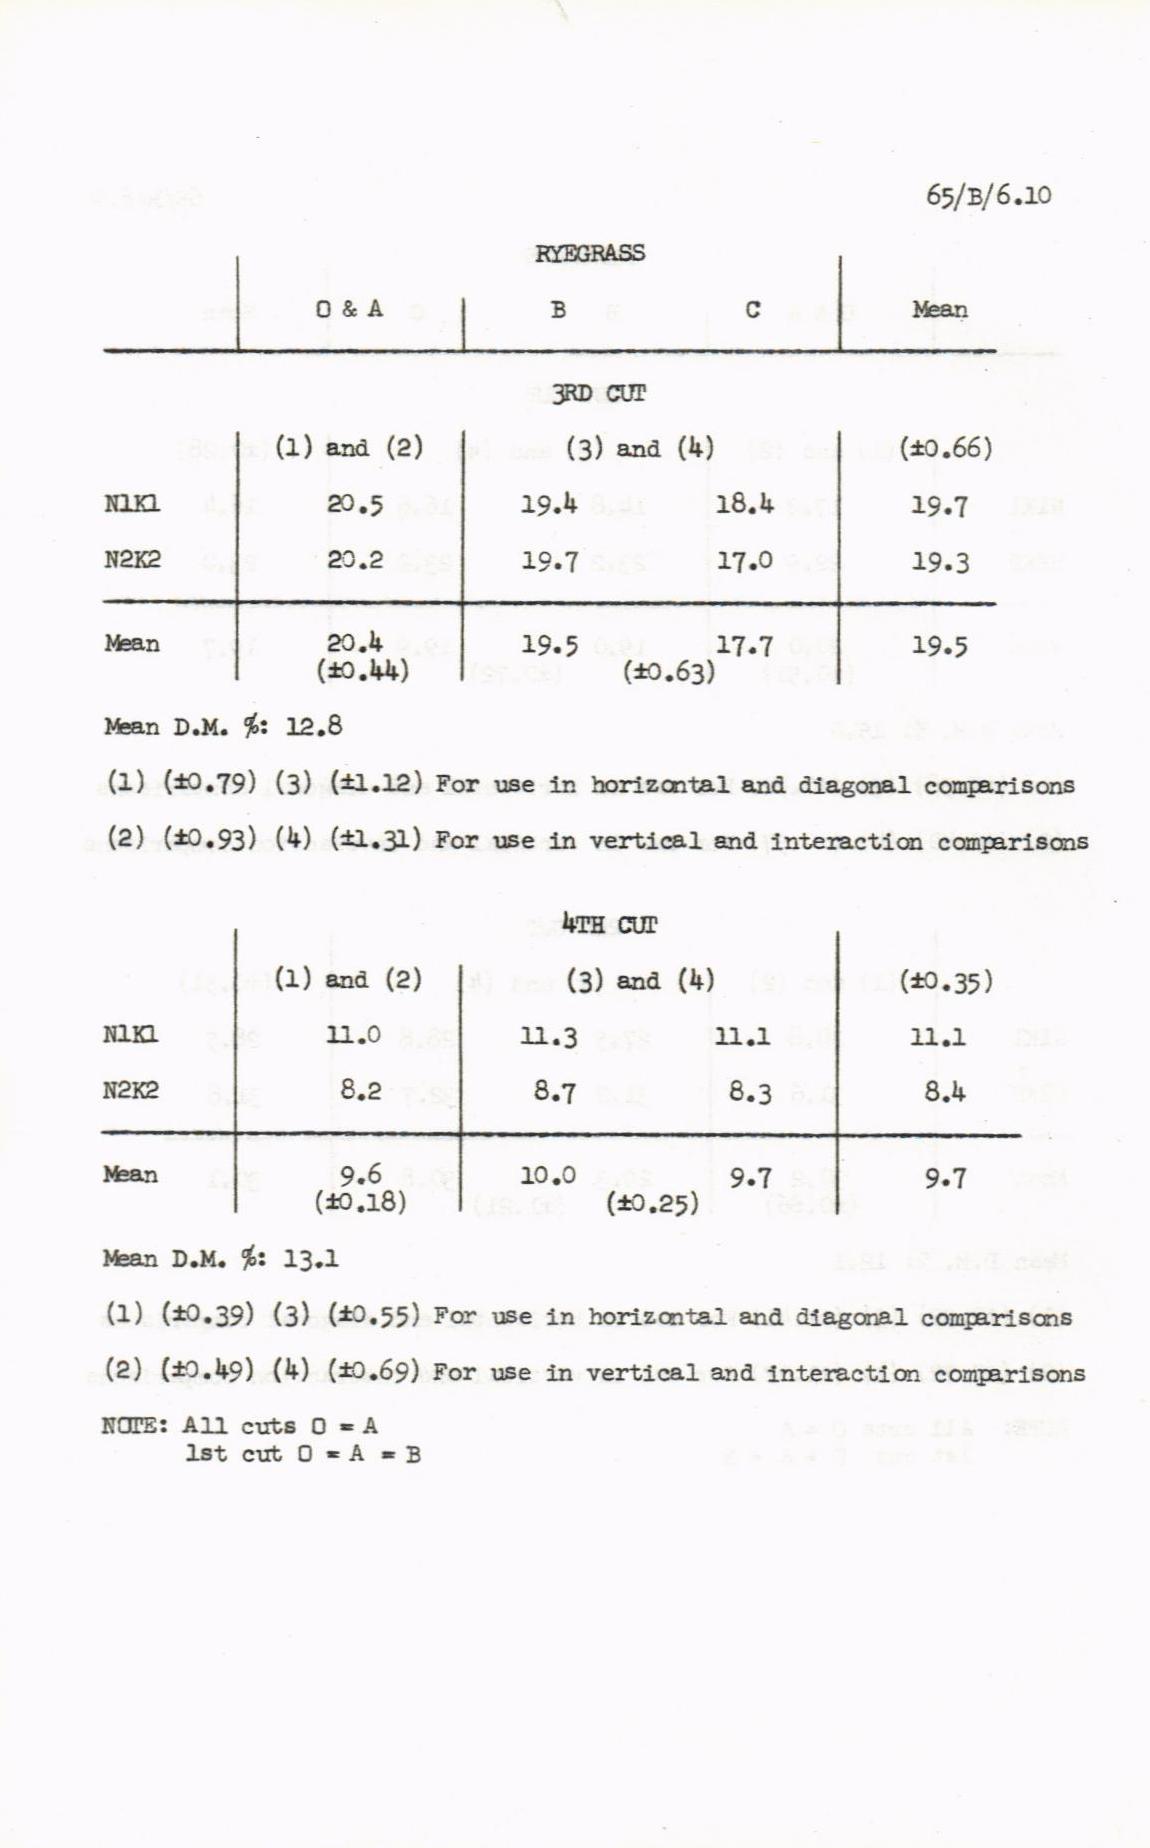 65/B/6.10
RYEGRASS
O & A B C Mean
3RD CUT
(1) and (2) (3) and (4) (±0.66)
N1K1 20.5 19.4 18.4 19.7
N2K2 20.2 19.7 17.0 19.3
Mean 20.4 19.5 17.7 19.5
(±0.44) (±0.63)
Mean D.M. %: 12.8
(1) (±0.79) (3) (±1.12) For use in horizontal and diagonal comparisons
(2) (±0.93) (4) (±1.31) For use in vertical and interaction comparisons
4TH CUT
(1) and (2) (3) and (4) (±0.35)
N1K1 11.0 11.3 11.1 11.1
N2K2 8.2 8.7 8.3 8.4
Mean 9.6 10.0 9.7 9.7
(±0.18) (±0.25)
Mean D.M. %: 13.1
(1) (±0.39) (3) (±0.55) For use in horizontal and diagonal comparisons
(2) (±0.49) (4) (±0.69) For use in vertical and interaction comparisons
NOTE: All cuts O = A
1st cut O = A = B